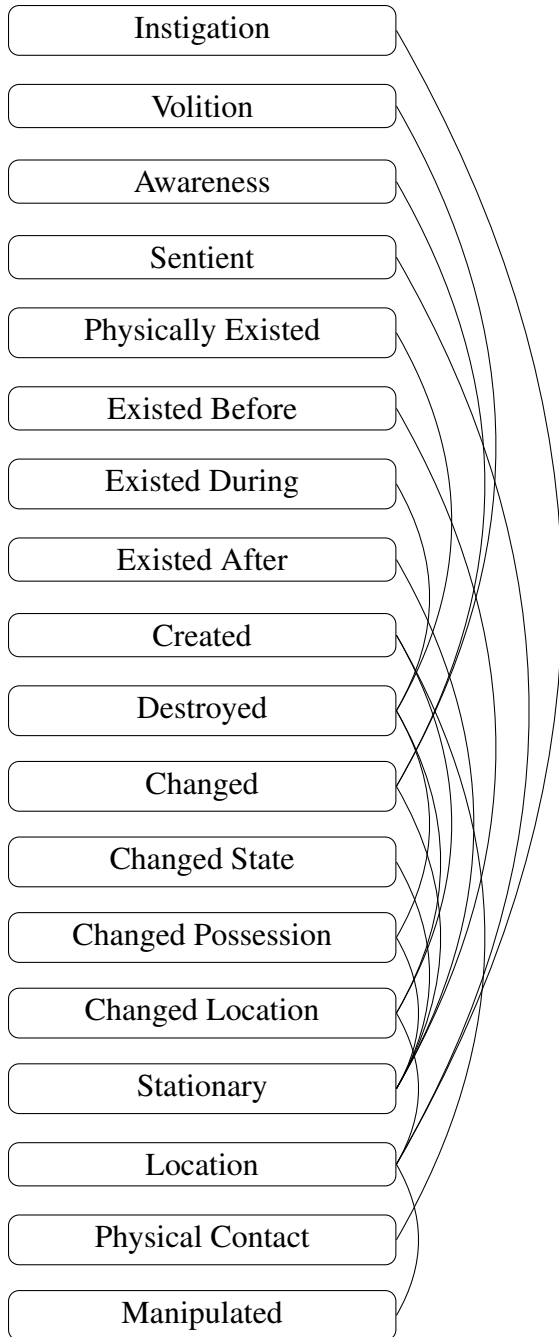 Instigation
Volition
Awareness
Sentient
Physically Existed
Existed Before
Existed During
Existed After
Created
Destroyed
Changed
Changed State
Changed Possession
Changed Location
Stationary
Location
Physical Contact
Manipulated